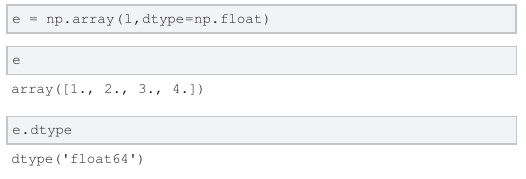 e = np.array(l,dtype=np.float)
e
array([1., 2., 3., 4.])
e.dtype
dtype('float64')